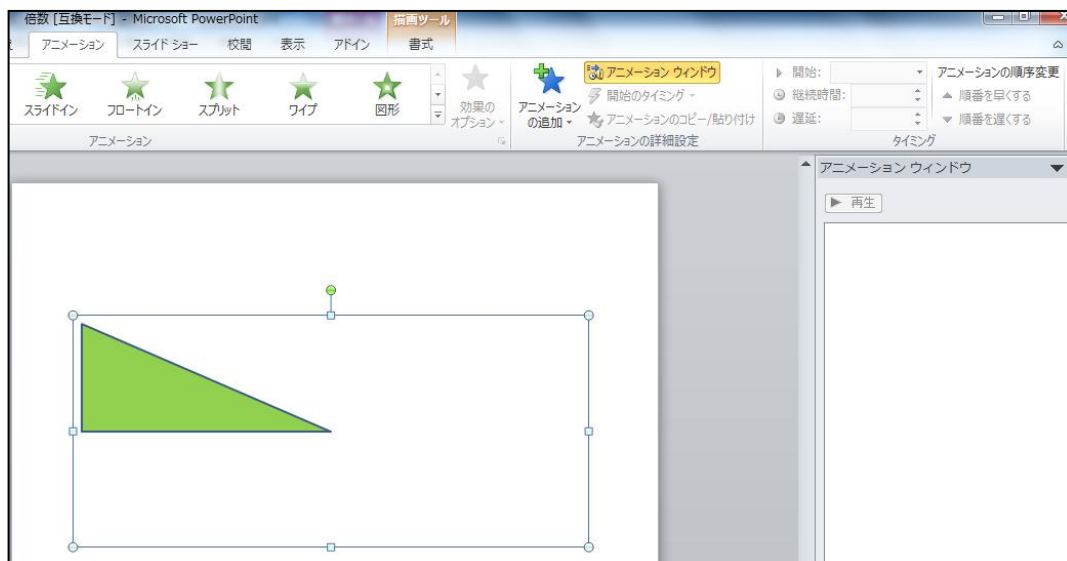 倍数 [互換モード] - Microsoft PowerPoint
描画ツール
アニメーション スライド ショー 校閲 表示 アドイン 書式
スライドイン フロートイン スプリット ワイプ 図形
効果の
オプション
アニメーション
アニメーション
の追加
アニメーション ウィンドウ
開始のタイミング
アニメーションのコピー/貼り付け
アニメーションの詳細設定
開始:
継続時間:
遅延:
アニメーションの順序変更
順番を早くする
順番を遅くする
タイミング
アニメーション ウィンドウ
再生